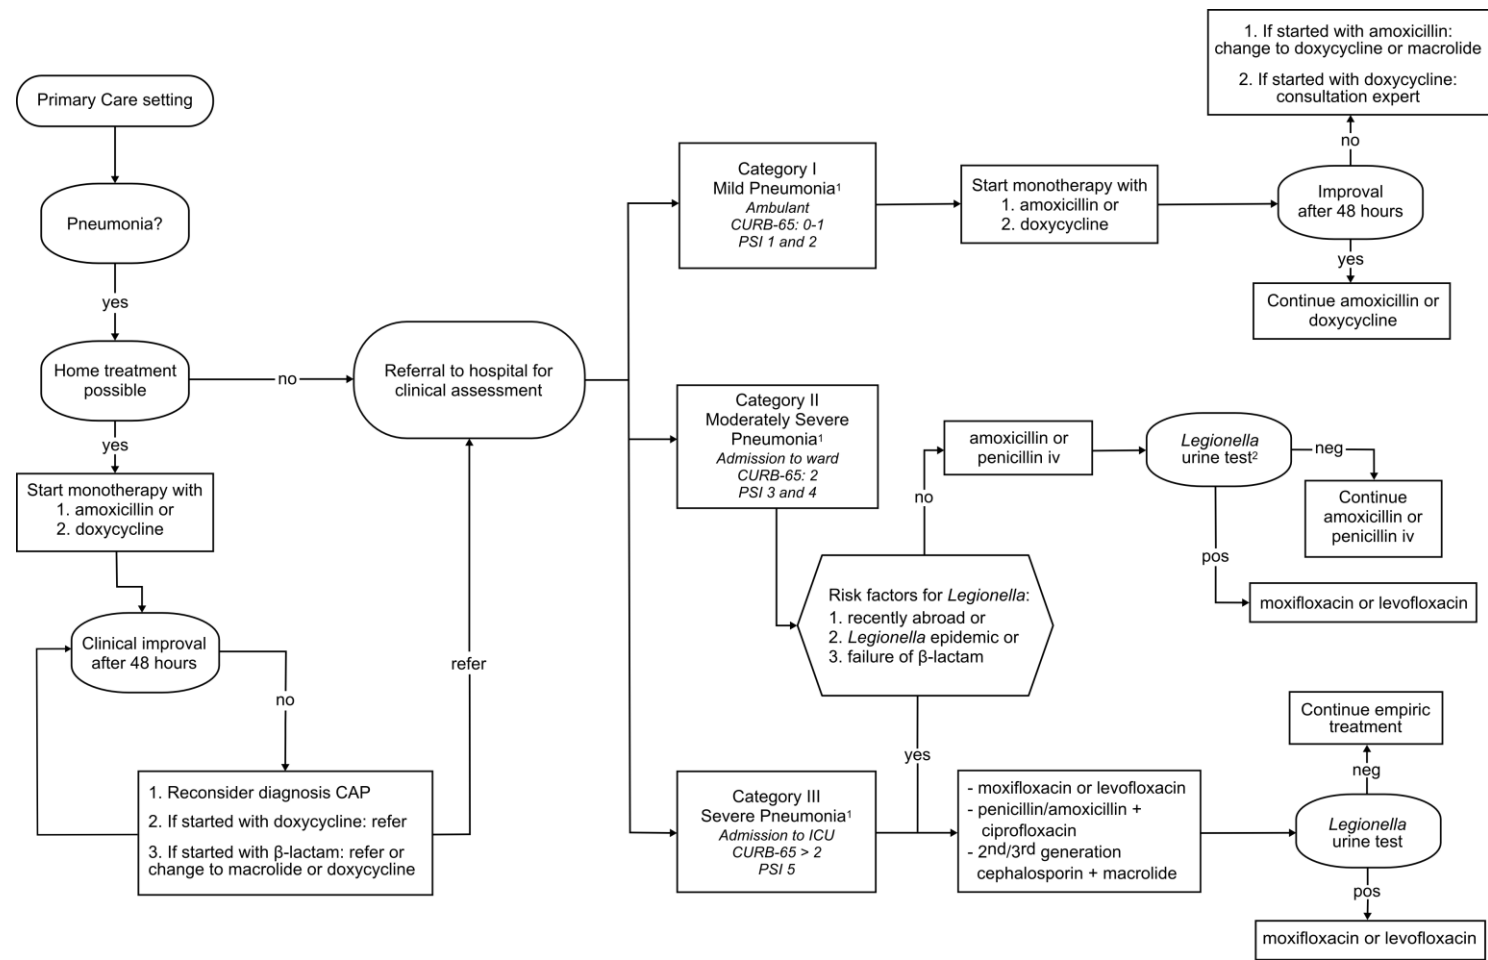 Primary Care setting
Pneumonia?
yes
Home treatment
possible
no
yes
Start monotherapy with
1. amoxicillin or
2. doxycycline
Clinical improval
after 48 hours
no
1. Reconsider diagnosis CAP
2. If started with doxycycline: refer
3. If started with β-lactam: refer or
change to macrolide or doxycycline
refer
Referral to hospital for
clinical assessment
Category I
Mild Pneumonia¹
Ambulant
CURB-65: 0-1
PSI 1 and 2
Start monotherapy with
1. amoxicillin or
2. doxycycline
Improval
after 48 hours
no
1. If started with amoxicillin:
change to doxycycline or macrolide
2. If started with doxycycline:
consultation expert
yes
Continue amoxicillin or
doxycycline
Category II
Moderately Severe
Pneumonia¹
Admission to ward
CURB-65: 2
PSI 3 and 4
Risk factors for Legionella:
1. recently abroad or
2. Legionella epidemic or
3. failure of β-lactam
no
amoxicillin or
penicillin iv
Legionella
urine test²
neg
Continue
amoxicillin or
penicillin iv
pos
moxifloxacin or levofloxacin
yes
Category III
Severe Pneumonia¹
Admission to ICU
CURB-65 > 2
PSI 5
- moxifloxacin or levofloxacin
- penicillin/amoxicillin +
ciprofloxacin
- 2nd/3rd generation
cephalosporin + macrolide
Legionella
urine test
neg
Continue empiric
treatment
pos
moxifloxacin or levofloxacin